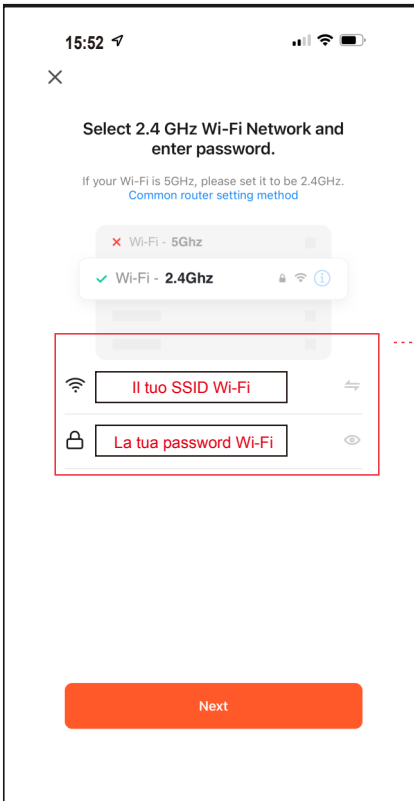 15:52
Select 2.4 GHz Wi-Fi Network and
enter password.
If your Wi-Fi is 5GHz, please set it to be 2.4GHz.
Common router setting method
Wi-Fi - 5Ghz
Wi-Fi - 2.4Ghz
Il tuo SSID Wi-Fi
La tua password Wi-Fi
Next